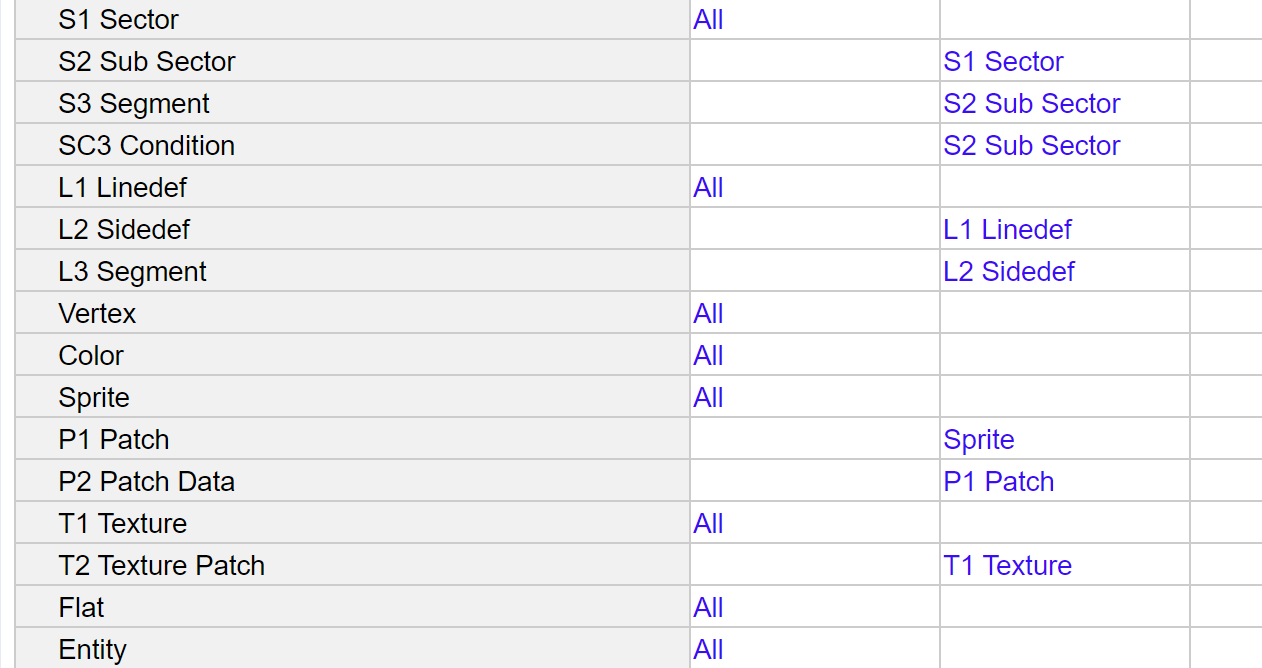 S1 Sector All
S2 Sub Sector S1 Sector
S3 Segment S2 Sub Sector
SC3 Condition S2 Sub Sector
L1 Linedef All
L2 Sidedef L1 Linedef
L3 Segment L2 Sidedef
Vertex All
Color All
Sprite All
P1 Patch Sprite
P2 Patch Data P1 Patch
T1 Texture All
T2 Texture Patch T1 Texture
Flat All
Entity All